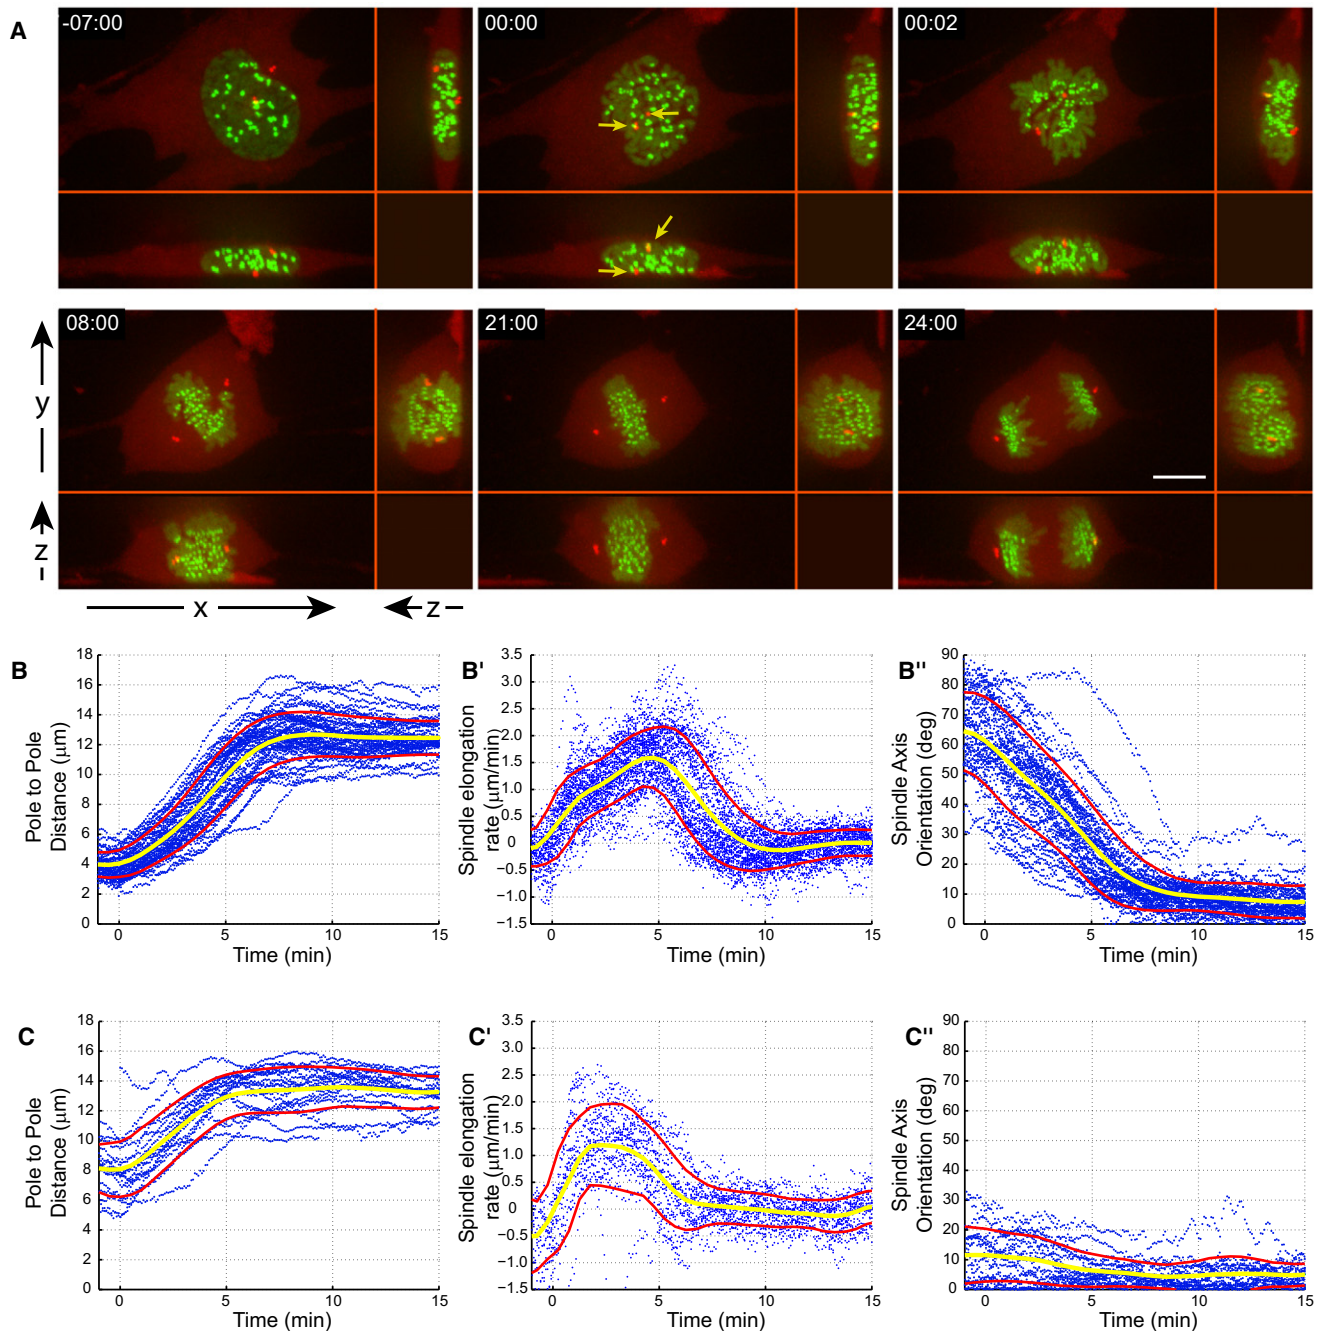 A
-07:00
00:00
00:02
08:00
21:00
24:00
y
z
x
z
B
18
16
14
12
10
8
6
4
2
0
Pole to Pole
Distance (μm)
0 5 10 15
Time (min)
B'
3.5
3.0
2.5
2.0
1.5
1.0
0.5
0
−0.5
−1.0
−1.5
Spindle elongation
rate (μm/min)
0 5 10 15
Time (min)
B''
90
80
70
60
50
40
30
20
10
0
Spindle Axis
Orientation (deg)
0 5 10 15
Time (min)
C
18
16
14
12
10
8
6
4
2
0
Pole to Pole
Distance (μm)
0 5 10 15
Time (min)
C'
3.5
3.0
2.5
2.0
1.5
1.0
0.5
0
−0.5
−1.0
−1.5
Spindle elongation
rate (μm/min)
0 5 10 15
Time (min)
C''
90
80
70
60
50
40
30
20
10
0
Spindle Axis
Orientation (deg)
0 5 10 15
Time (min)